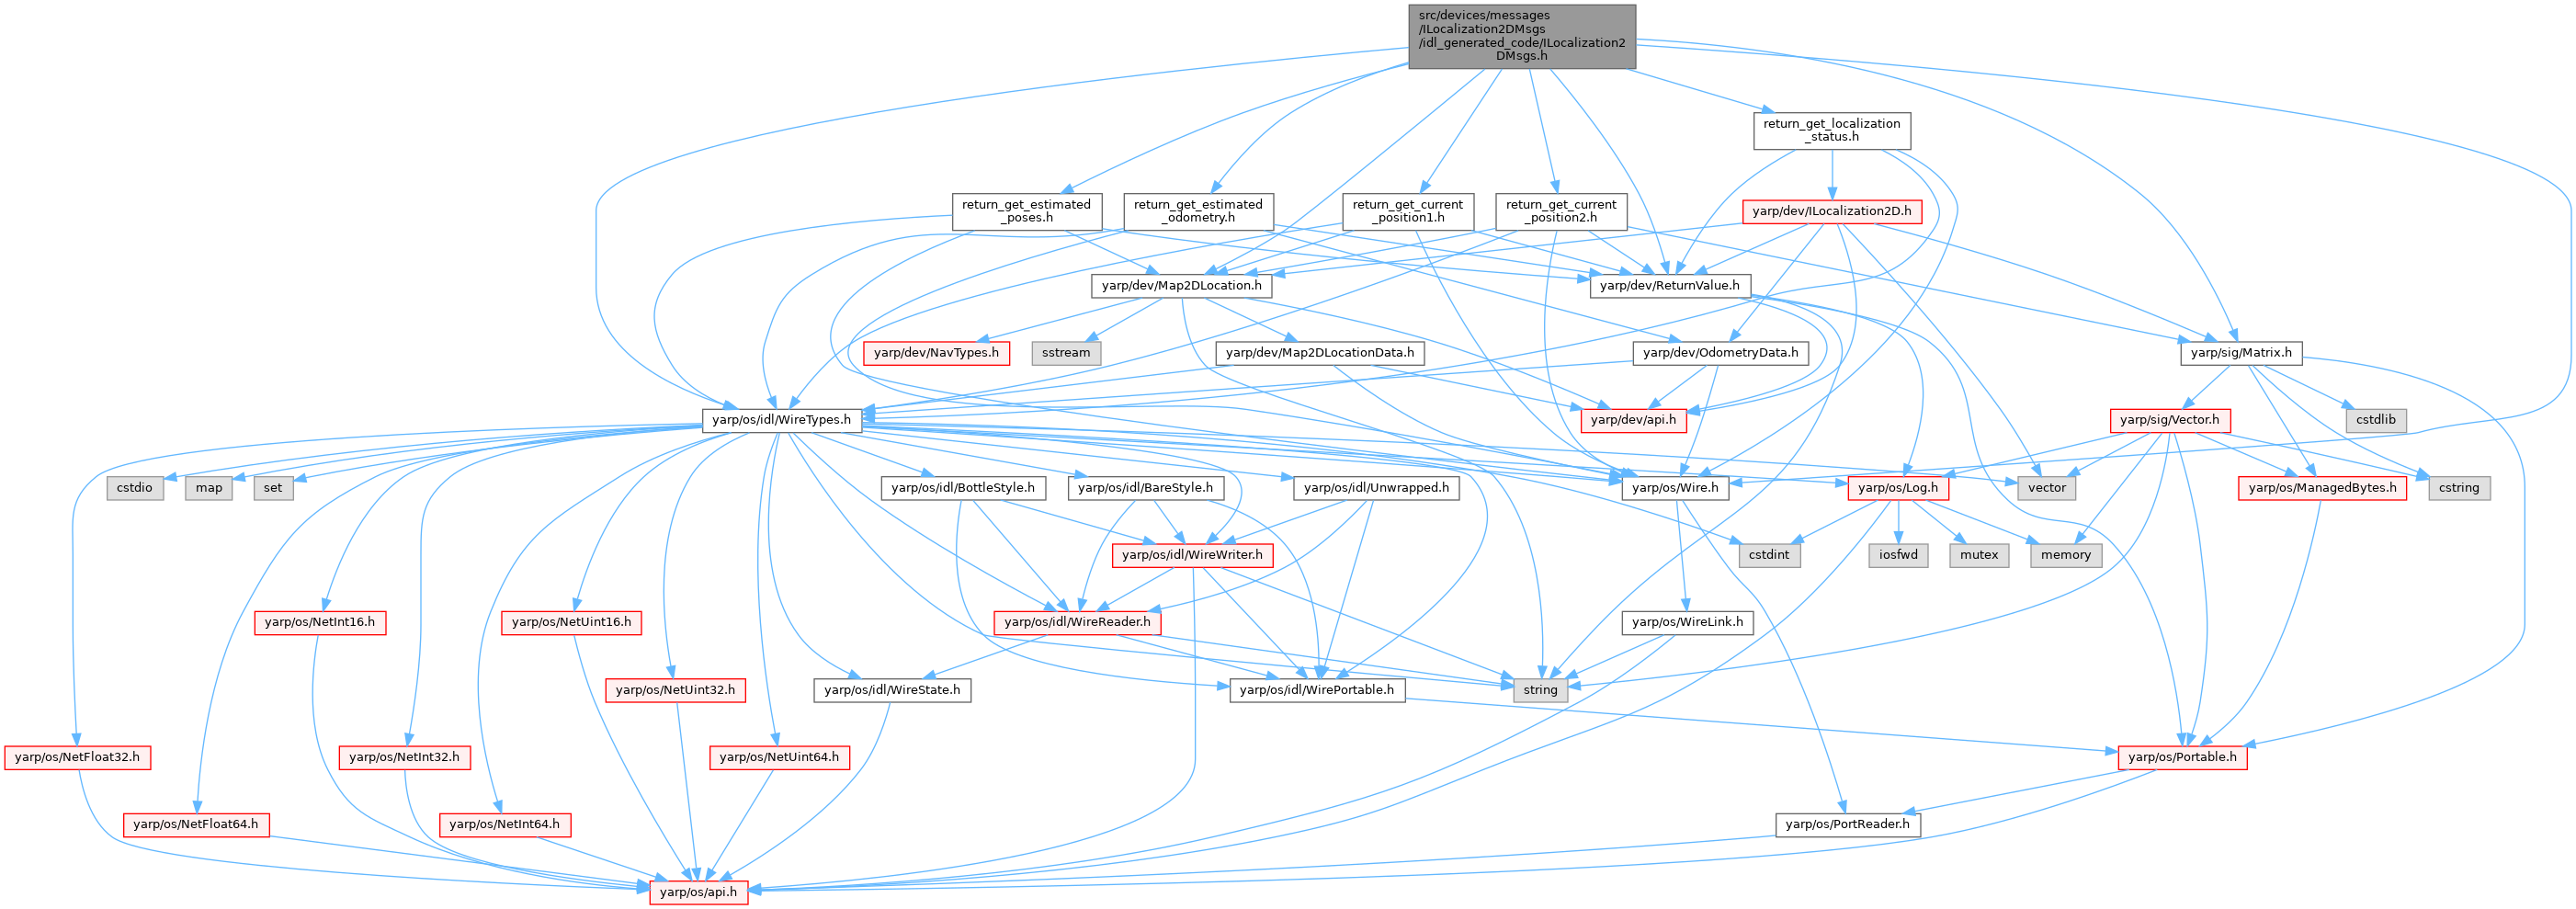 src/devices/messages
/ILocalization2DMsgs
/idl_generated_code/ILocalization2
DMsgs.h
return_get_localization
_status.h
return_get_estimated
_poses.h
return_get_estimated
_odometry.h
return_get_current
_position1.h
return_get_current
_position2.h
yarp/dev/ILocalization2D.h
yarp/dev/Map2DLocation.h
yarp/dev/ReturnValue.h
yarp/dev/NavTypes.h
sstream
yarp/dev/Map2DLocationData.h
yarp/dev/OdometryData.h
yarp/sig/Matrix.h
yarp/os/idl/WireTypes.h
yarp/dev/api.h
yarp/sig/Vector.h
cstdlib
cstdio
map
set
yarp/os/idl/BottleStyle.h
yarp/os/idl/BareStyle.h
yarp/os/idl/Unwrapped.h
yarp/os/Wire.h
yarp/os/Log.h
vector
yarp/os/ManagedBytes.h
cstring
yarp/os/idl/WireWriter.h
cstdint
iosfwd
mutex
memory
yarp/os/NetInt16.h
yarp/os/NetUint16.h
yarp/os/idl/WireReader.h
yarp/os/WireLink.h
yarp/os/NetUint32.h
yarp/os/idl/WireState.h
yarp/os/idl/WirePortable.h
string
yarp/os/NetFloat32.h
yarp/os/NetInt32.h
yarp/os/NetUint64.h
yarp/os/Portable.h
yarp/os/NetFloat64.h
yarp/os/NetInt64.h
yarp/os/PortReader.h
yarp/os/api.h